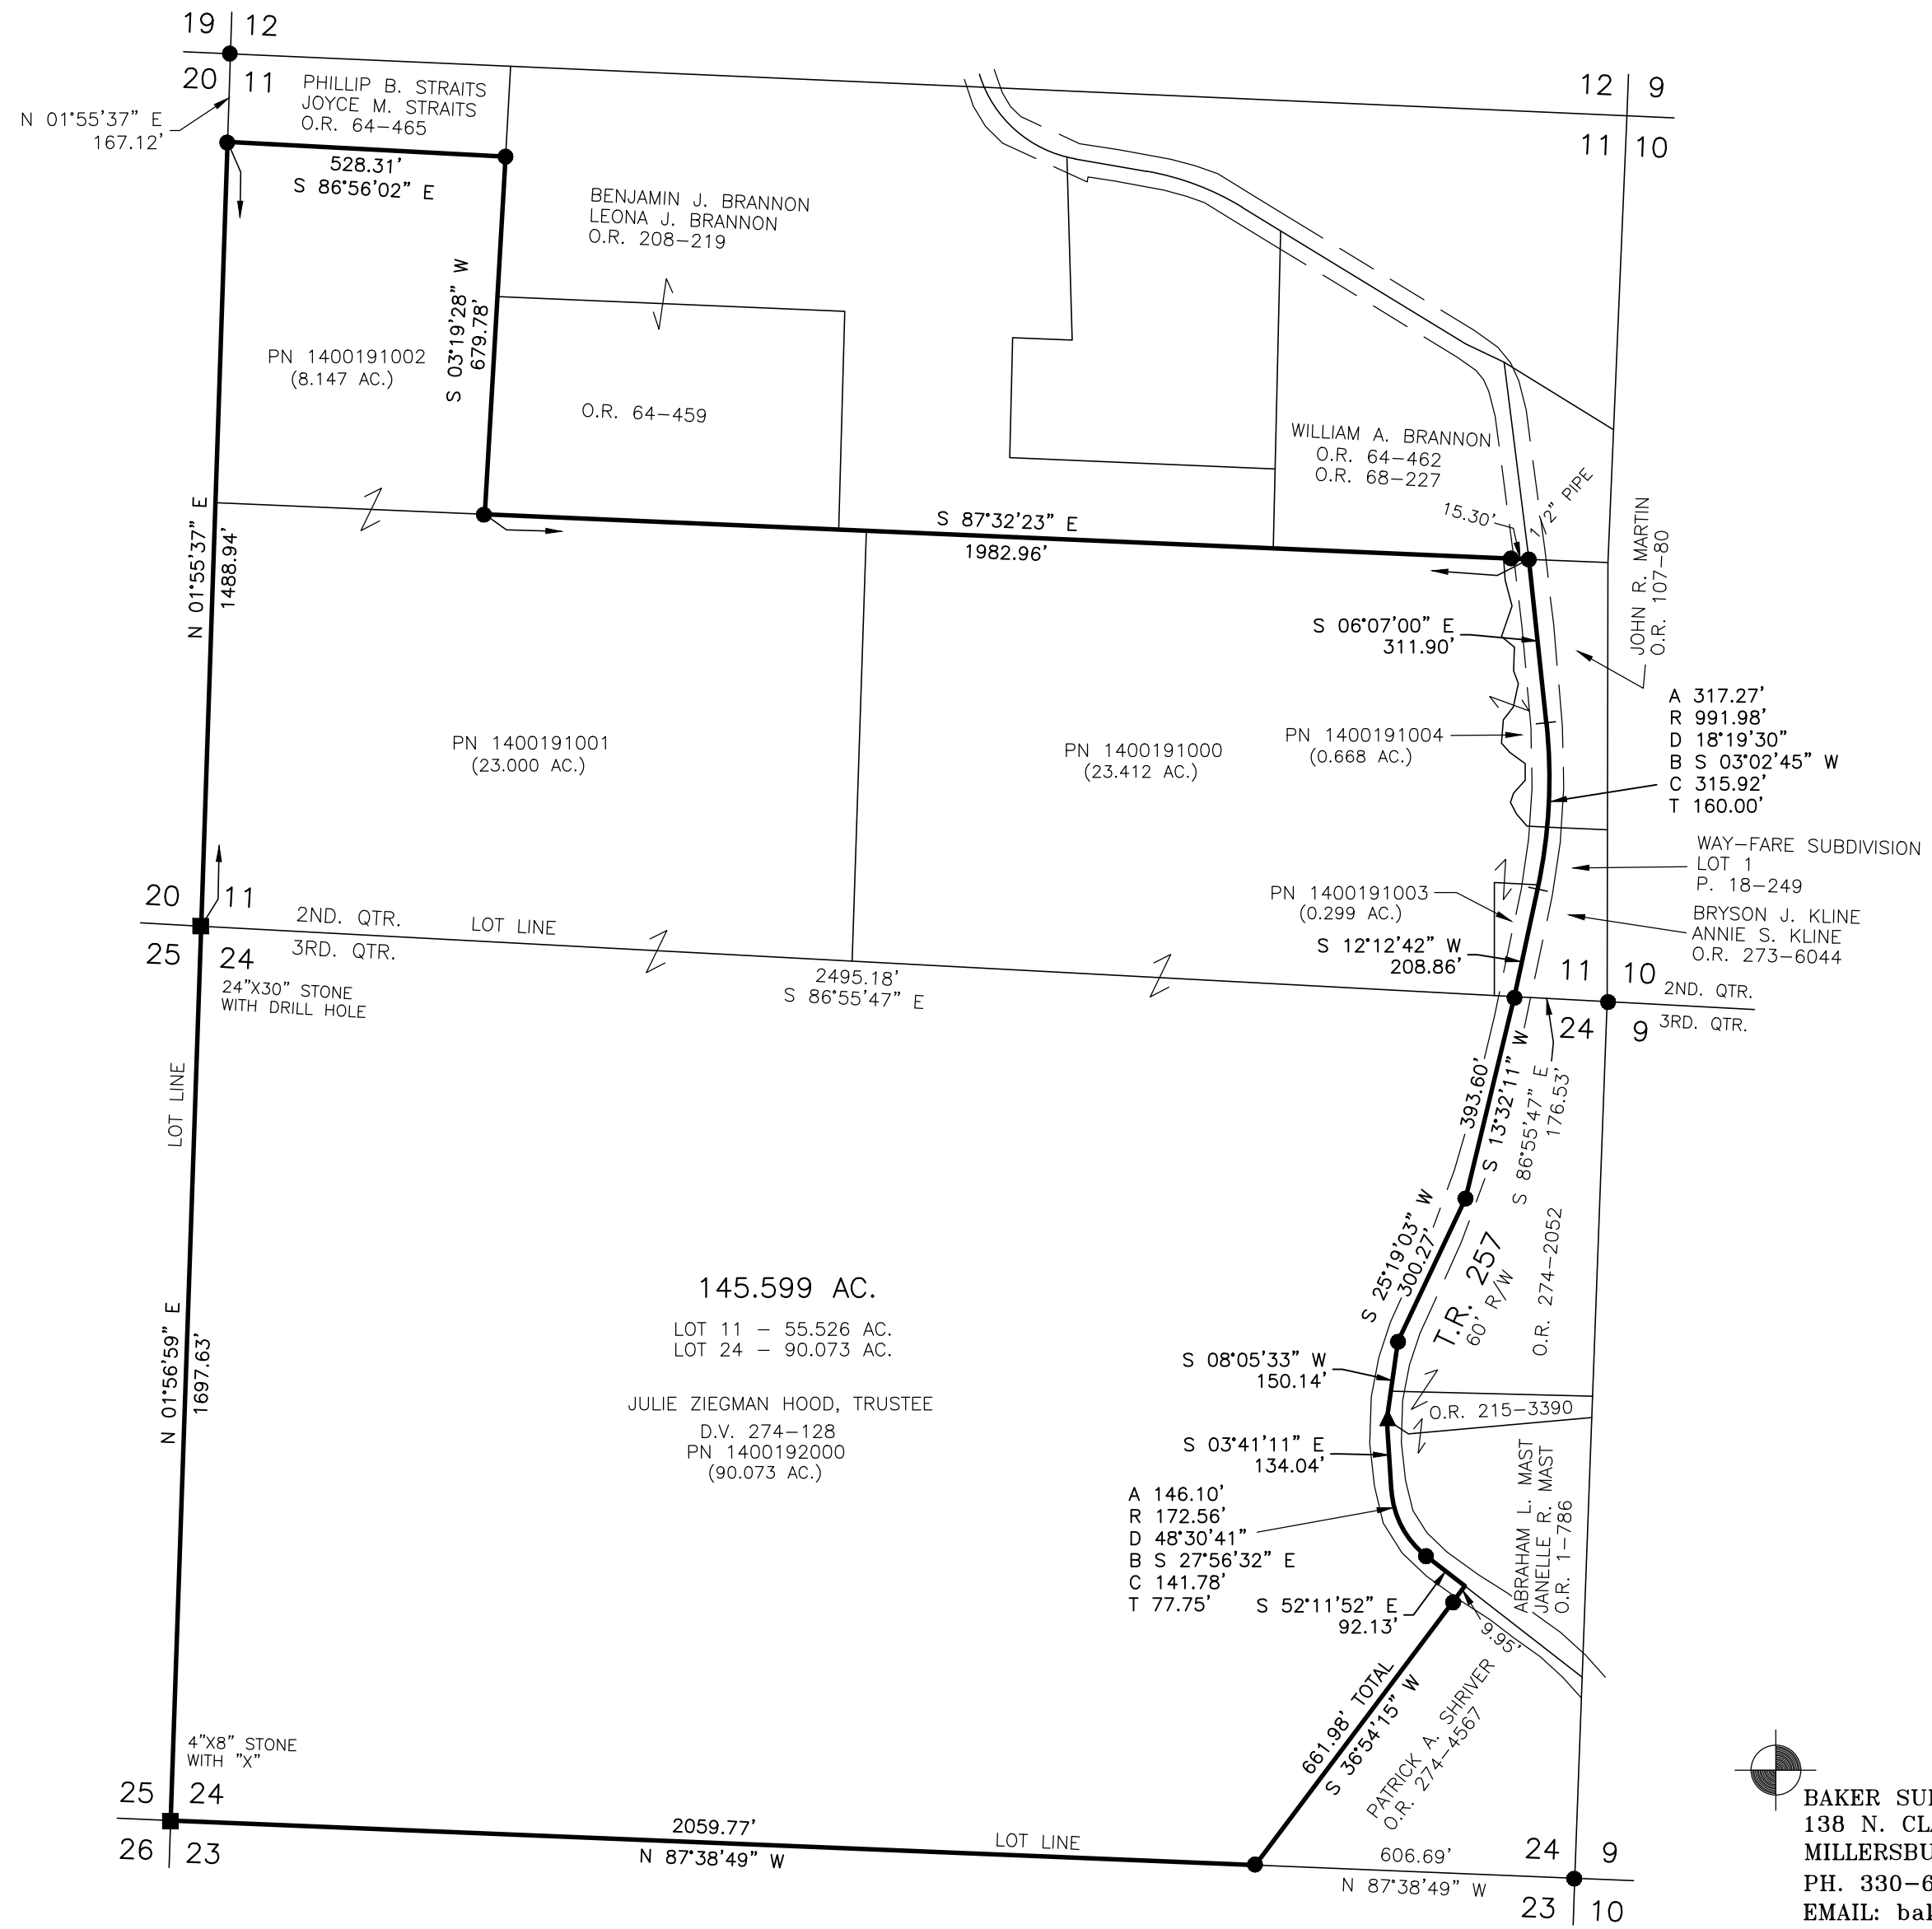 19 12
20 11
N 01°55'37" E
167.12'
PHILLIP B. STRAITS
JOYCE M. STRAITS
O.R. 64-465
12 9
11 10
528.31'
S 86°56'02" E
BENJAMIN J. BRANNON
LEONA J. BRANNON
O.R. 208-219
S 03°19'28" W
679.78'
PN 1400191002
(8.147 AC.)
O.R. 64-459
WILLIAM A. BRANNON
O.R. 64-462
O.R. 68-227
15.30'
1/2" PIPE
JOHN R. MARTIN
O.R. 107-80
N 01°55'37" E
1488.94'
S 87°32'23" E
1982.96'
S 06°07'00" E
311.90'
A 317.27'
R 991.98'
D 18°19'30"
B S 03°02'45" W
C 315.92'
T 160.00'
PN 1400191001
(23.000 AC.)
PN 1400191000
(23.412 AC.)
PN 1400191004
(0.668 AC.)
WAY-FARE SUBDIVISION
LOT 1
P. 18-249
PN 1400191003
(0.299 AC.)
BRYSON J. KLINE
ANNIE S. KLINE
O.R. 273-6044
S 12°12'42" W
208.86'
20 11
25 24
2ND. QTR.
3RD. QTR.
LOT LINE
24"X30" STONE
WITH DRILL HOLE
2495.18'
S 86°55'47" E
11 10
24 9
2ND. QTR.
3RD. QTR.
LOT LINE
393.60'
S 13°32'11" W
S 86°55'47" E
176.53'
S 25°19'03" W
300.27'
T.R. 257
60' R/W
O.R. 274-2052
N 01°56'59" E
1697.63'
145.599 AC.
LOT 11 - 55.526 AC.
LOT 24 - 90.073 AC.
JULIE ZIEGMAN HOOD, TRUSTEE
D.V. 274-128
PN 1400192000
(90.073 AC.)
S 08°05'33" W
150.14'
O.R. 215-3390
S 03°41'11" E
134.04'
A 146.10'
R 172.56'
D 48°30'41"
B S 27°56'32" E
C 141.78'
T 77.75'
ABRAHAM L. MAST
JANELLE R. MAST
O.R. 1-786
S 52°11'52" E
92.13'
9.95'
661.98' TOTAL
S 36°54'15" W
PATRICK A. SHRIVER
O.R. 274-4567
4"X8" STONE
WITH "X"
25 24
26 23
2059.77'
N 87°38'49" W
LOT LINE
606.69'
N 87°38'49" W
24 9
23 10
BAKER
138 N.
MILLERSBU
PH. 330-6
EMAIL: bal